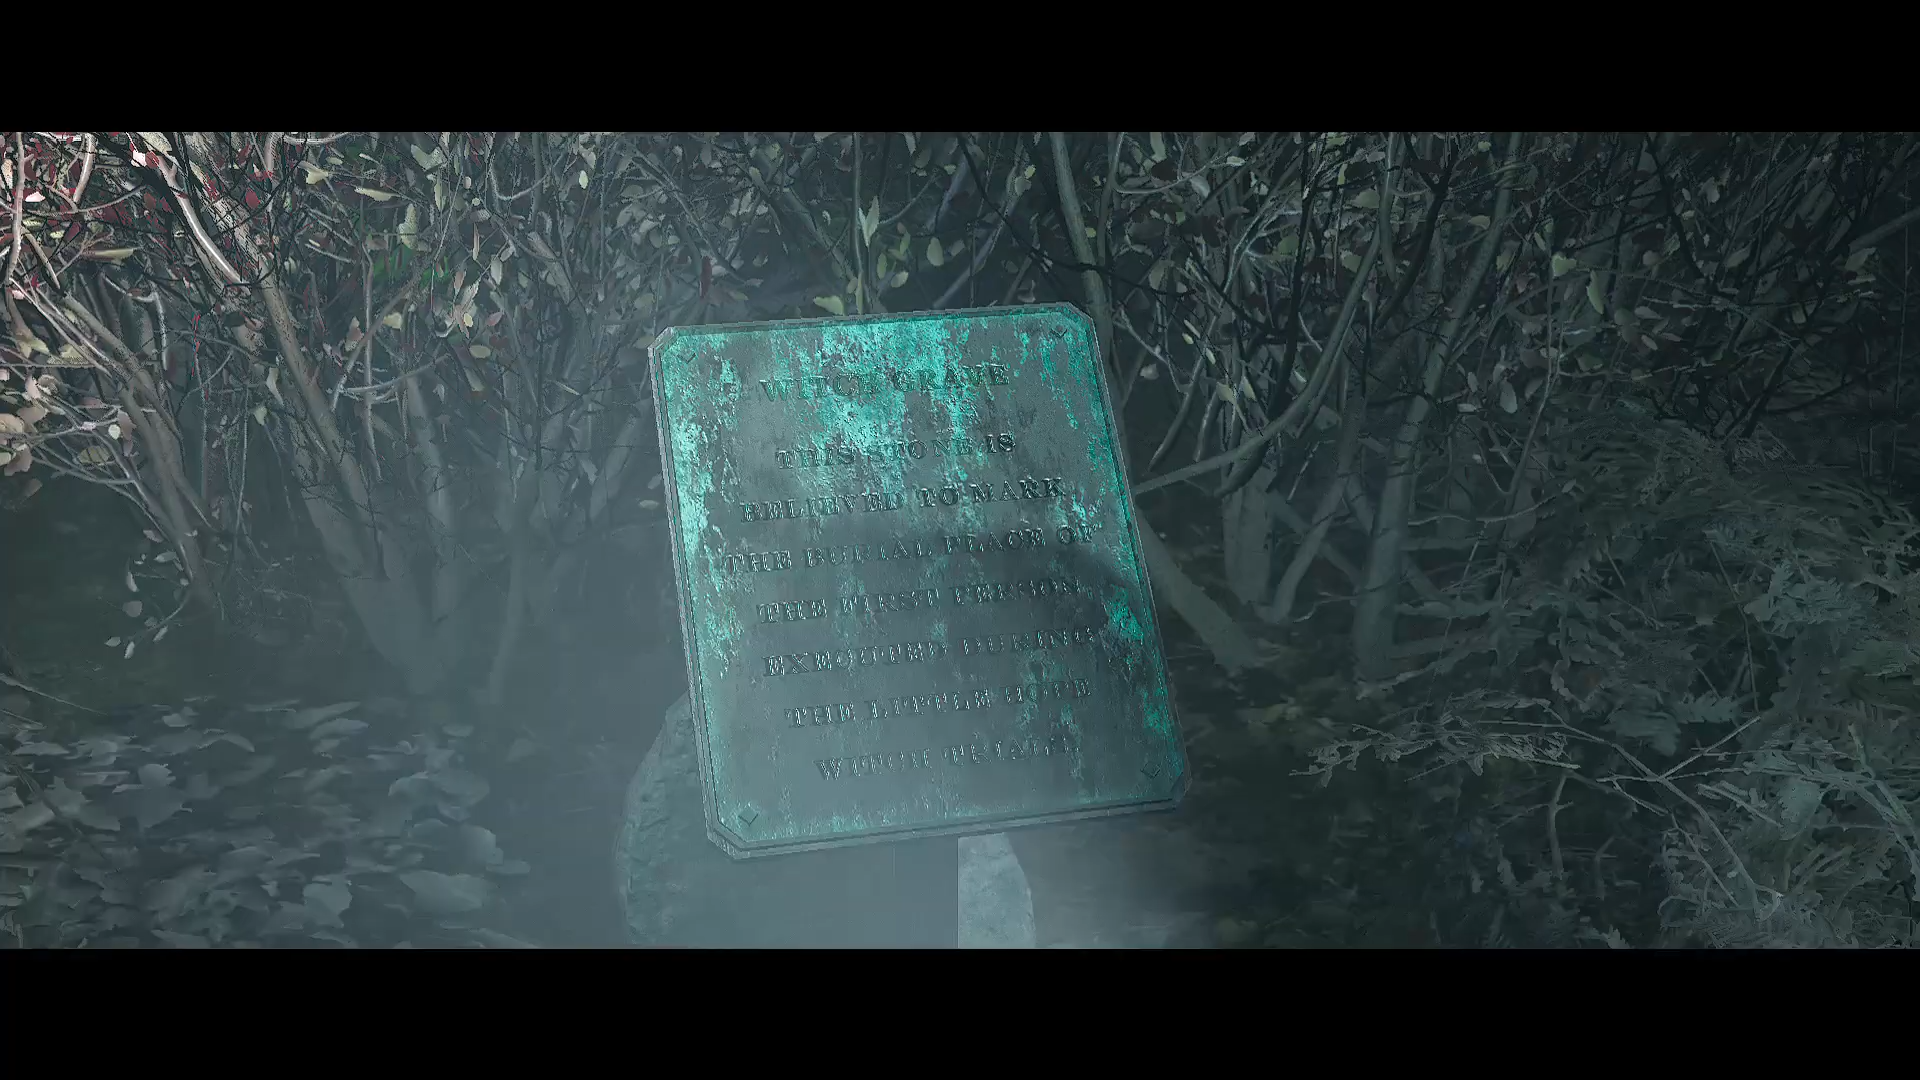 WITCH GRAVE
THIS STONE IS
BELIEVED TO MARK
THE BURIAL PLACE OF
THE FIRST PERSON
EXECUTED DURING
THE LITTLE HOPE
WITCH TRIALS.